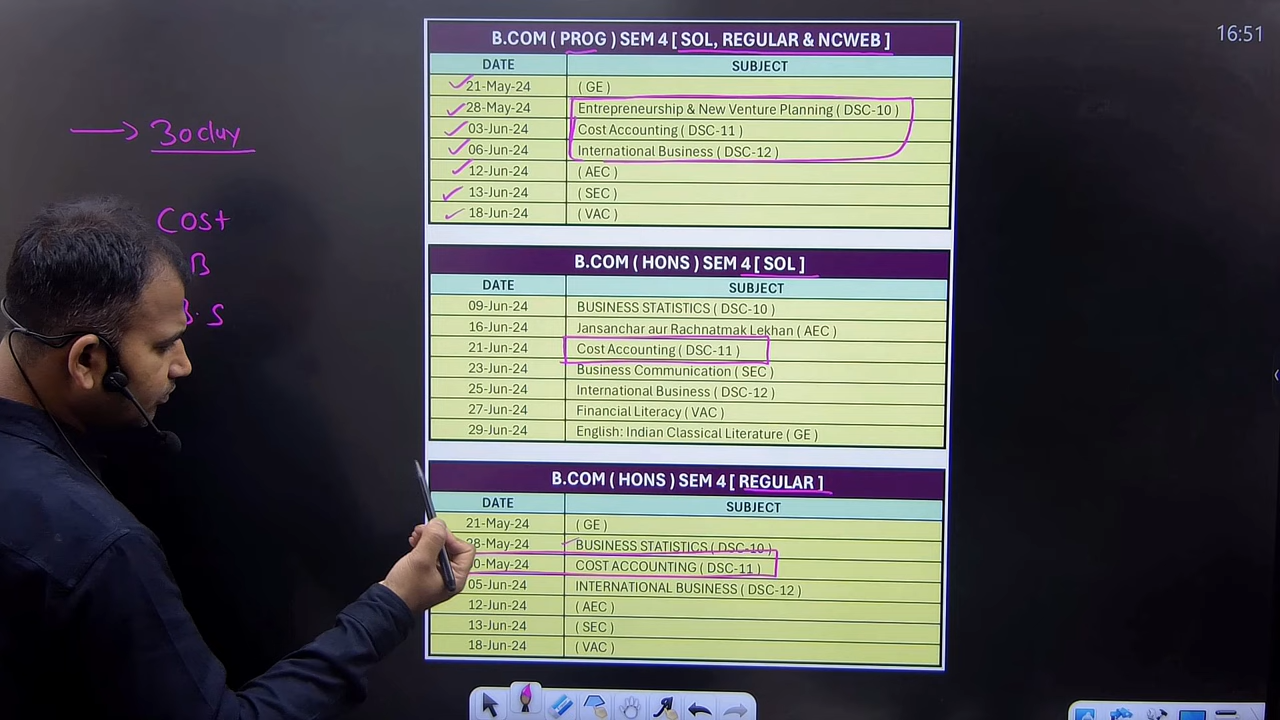 16:51
B.COM ( PROG ) SEM 4 [ SOL, REGULAR & NCWEB ]
DATE SUBJECT
21-May-24 ( GE )
28-May-24 Entrepreneurship & New Venture Planning ( DSC-10 )
03-Jun-24 Cost Accounting ( DSC-11 )
06-Jun-24 International Business ( DSC-12 )
12-Jun-24 ( AEC )
13-Jun-24 ( SEC )
18-Jun-24 ( VAC )
30day
Cost
B
B.S
B.COM ( HONS ) SEM 4 [ SOL ]
DATE SUBJECT
09-Jun-24 BUSINESS STATISTICS ( DSC-10 )
16-Jun-24 Jansanchar aur Rachnatmak Lekhan ( AEC )
21-Jun-24 Cost Accounting ( DSC-11 )
23-Jun-24 Business Communication ( SEC )
25-Jun-24 International Business ( DSC-12 )
27-Jun-24 Financial Literacy ( VAC )
29-Jun-24 English: Indian Classical Literature ( GE )
B.COM ( HONS ) SEM 4 [ REGULAR ]
DATE SUBJECT
21-May-24 ( GE )
28-May-24 BUSINESS STATISTICS ( DSC-10 )
0-May-24 COST ACCOUNTING ( DSC-11 )
05-Jun-24 INTERNATIONAL BUSINESS ( DSC-12 )
12-Jun-24 ( AEC )
13-Jun-24 ( SEC )
18-Jun-24 ( VAC )